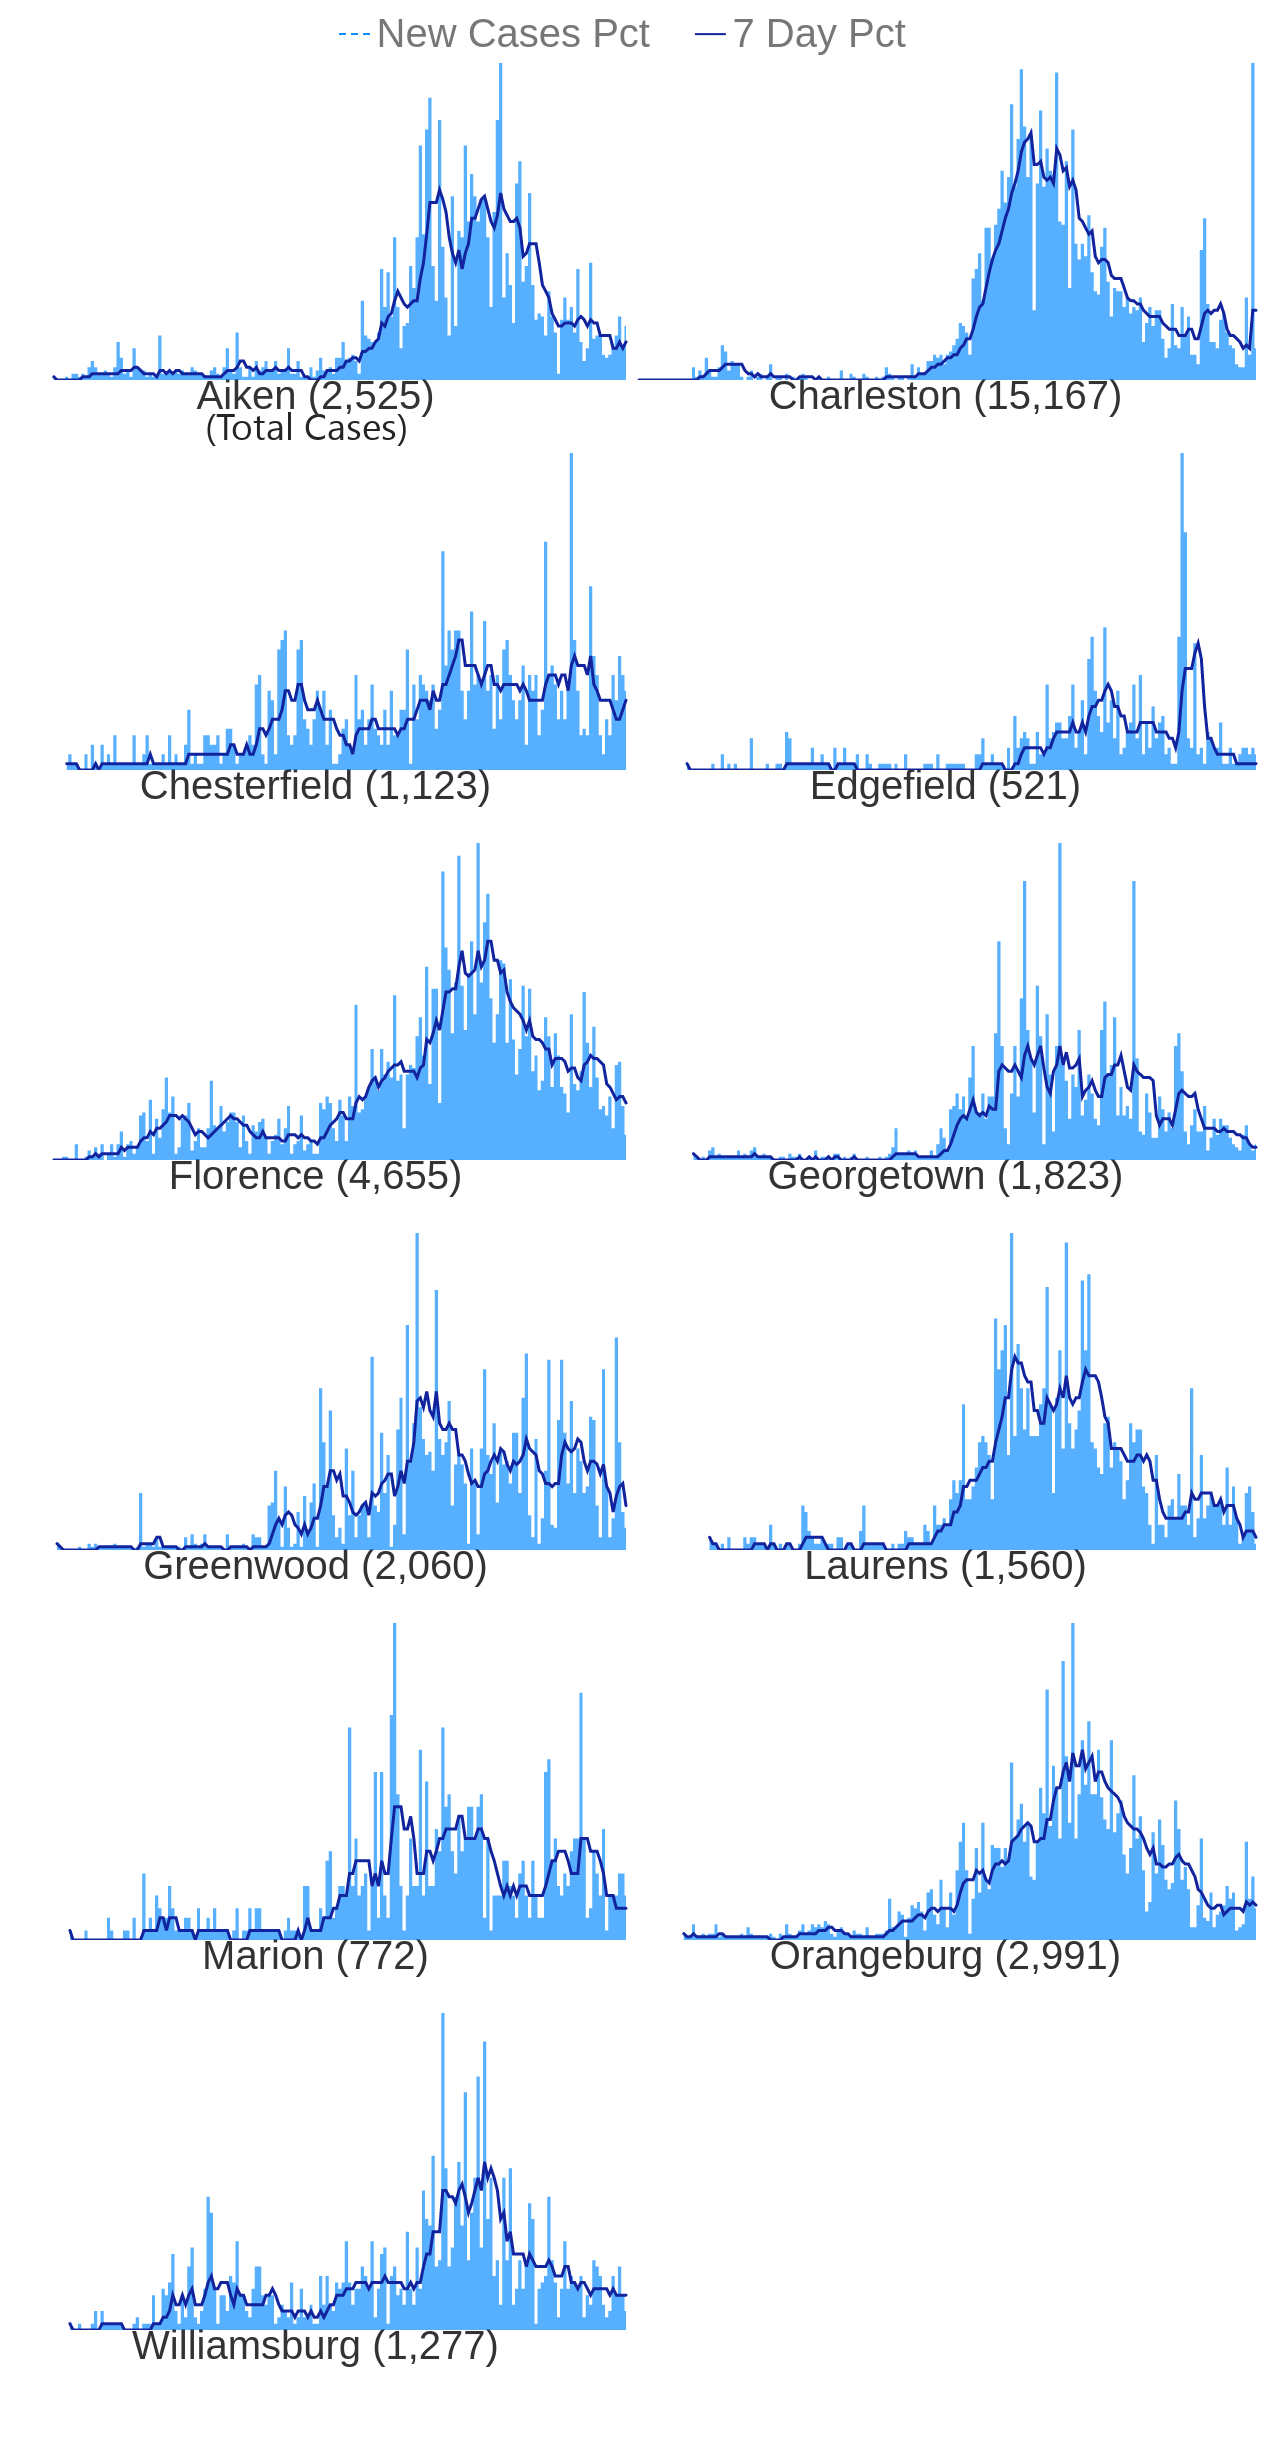 New Cases Pct 7 Day Pct
Aiken (2,525) Charleston (15,167)
(Total Cases)
Chesterfield (1,123) Edgefield (521)
Florence (4,655) Georgetown (1,823)
Greenwood (2,060) Laurens (1,560)
Marion (772) Orangeburg (2,991)
Williamsburg (1,277)